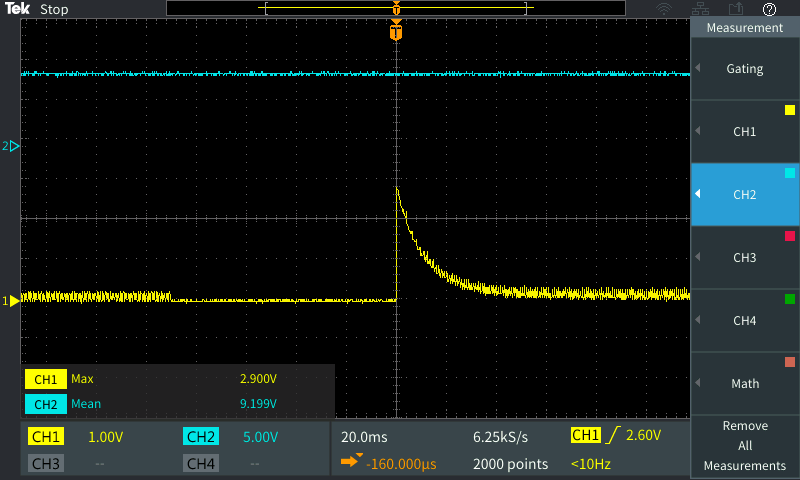 Tek Stop
T
?
T
2
1
Measurement
Gating
CH1
CH2
CH3
CH4
Math
Remove
All
Measurements
CH1 Max 2.900V
CH2 Mean 9.199V
CH1 1.00V CH2 5.00V
CH3 -- CH4 --
20.0ms 6.25kS/s CH1 2.60V
-160.000µs 2000 points <10Hz